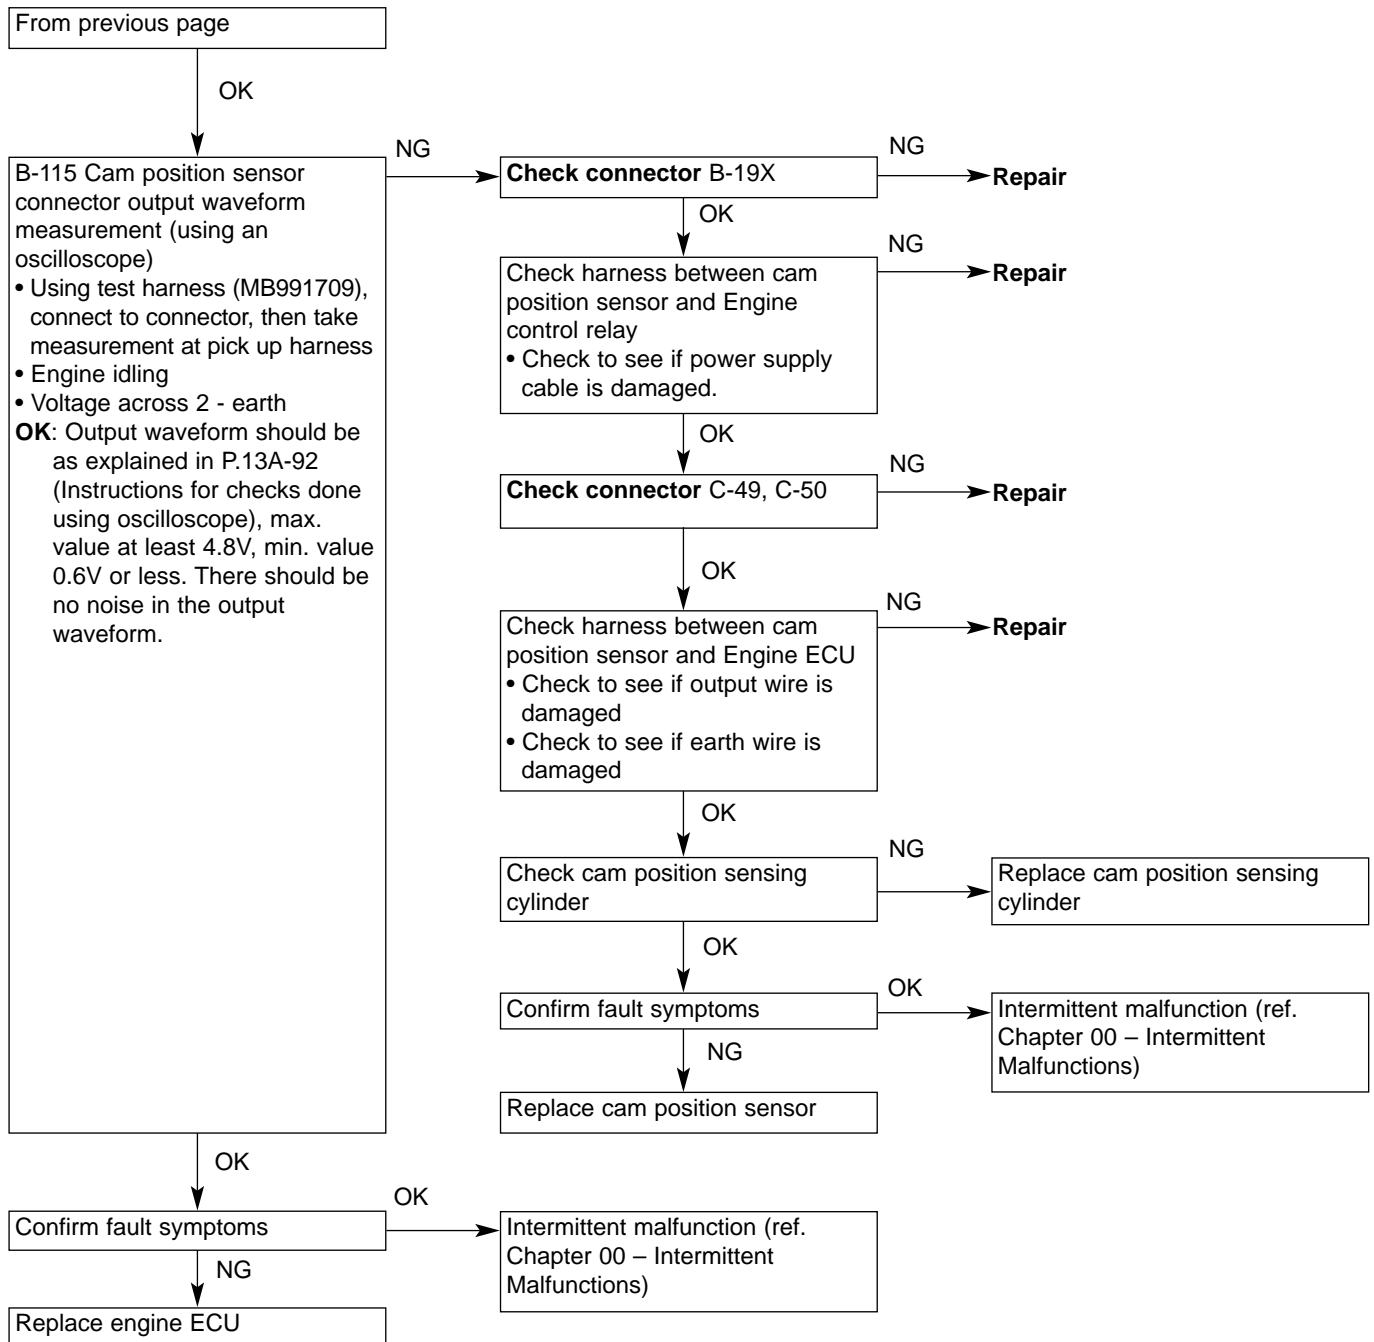 From previous page
OK
B-115 Cam position sensor
connector output waveform
measurement (using an
oscilloscope)
• Using test harness (MB991709),
connect to connector, then take
measurement at pick up harness
• Engine idling
• Voltage across 2 - earth
OK: Output waveform should be
as explained in P.13A-92
(Instructions for checks done
using oscilloscope), max.
value at least 4.8V, min. value
0.6V or less. There should be
no noise in the output
waveform.
NG
Check connector B-19X
NG
Repair
OK
Check harness between cam
position sensor and Engine
control relay
• Check to see if power supply
cable is damaged.
NG
Repair
OK
Check connector C-49, C-50
NG
Repair
OK
Check harness between cam
position sensor and Engine ECU
• Check to see if output wire is
damaged
• Check to see if earth wire is
damaged
NG
Repair
OK
Check cam position sensing
cylinder
NG
Replace cam position sensing
cylinder
OK
Confirm fault symptoms
OK
Intermittent malfunction (ref.
Chapter 00 – Intermittent
Malfunctions)
NG
Replace cam position sensor
OK
Confirm fault symptoms
OK
Intermittent malfunction (ref.
Chapter 00 – Intermittent
Malfunctions)
NG
Replace engine ECU